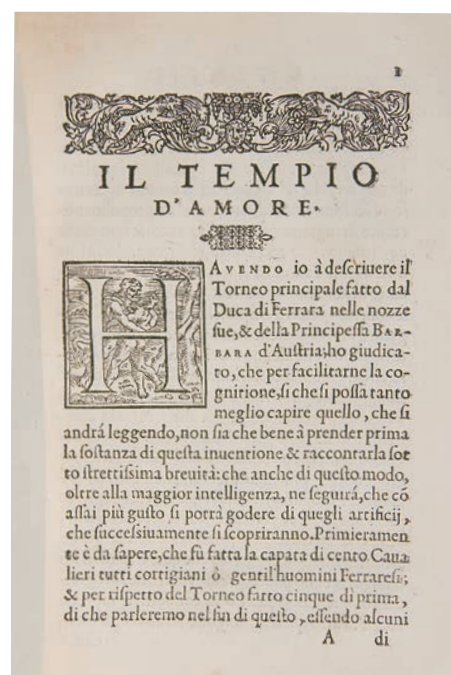 1
IL TEMPIO
D'AMORE.
HAVENDO io à deſcriuere il
Torneo principale fatto dal
Duca di Ferrara nelle nozze
ſue, & della Principeſſa BAR-
BARA d'Auſtria; ho giudica-
to, che per facilitarne la co-
gnitione, ſi che ſi poſſa tanto
meglio capire quello, che ſi
andrá leggendo, non ſia che bene à prender prima
la ſoſtanza di queſta inuentione & raccontarla ſot
to ſtrettiſsima breuità: che anche di queſto modo,
oltre alla maggior intelligenza, ne ſeguirá, che cõ
aſſai più guſto ſi potrà godere di quegli artificij,
che ſucceſsiuamente ſi ſcopriranno. Primieramen
te è da ſapere, che fù fatta la capara di cento Caua
lieri tutti cortigiani ò gentil'huomini Ferrareſi;
& per riſpetto del Torneo fatto cinque dì prima,
di che parleremo nel fin di queſto, eſſendo alcuni
A di